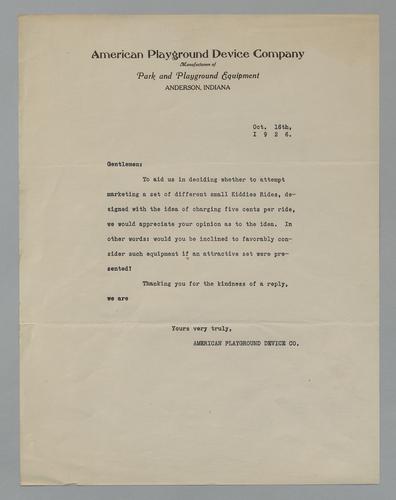 American Playground Device Company
Manufacturers of
Park and Playground Equipment
ANDERSON, INDIANA
Oct. 16th,
1 9 2 6.
Gentlemen:
To aid us in deciding whether to attempt
marketing a set of different small Kiddies Rides, de-
signed with the idea of charging five cents per ride,
we would appreciate your opinion as to the idea. In
other words: would you be inclined to favorably con-
sider such equipment if an attractive set were pre-
sented?
Thanking you for the kindness of a reply,
we are
Yours very truly,
AMERICAN PLAYGROUND DEVICE CO.